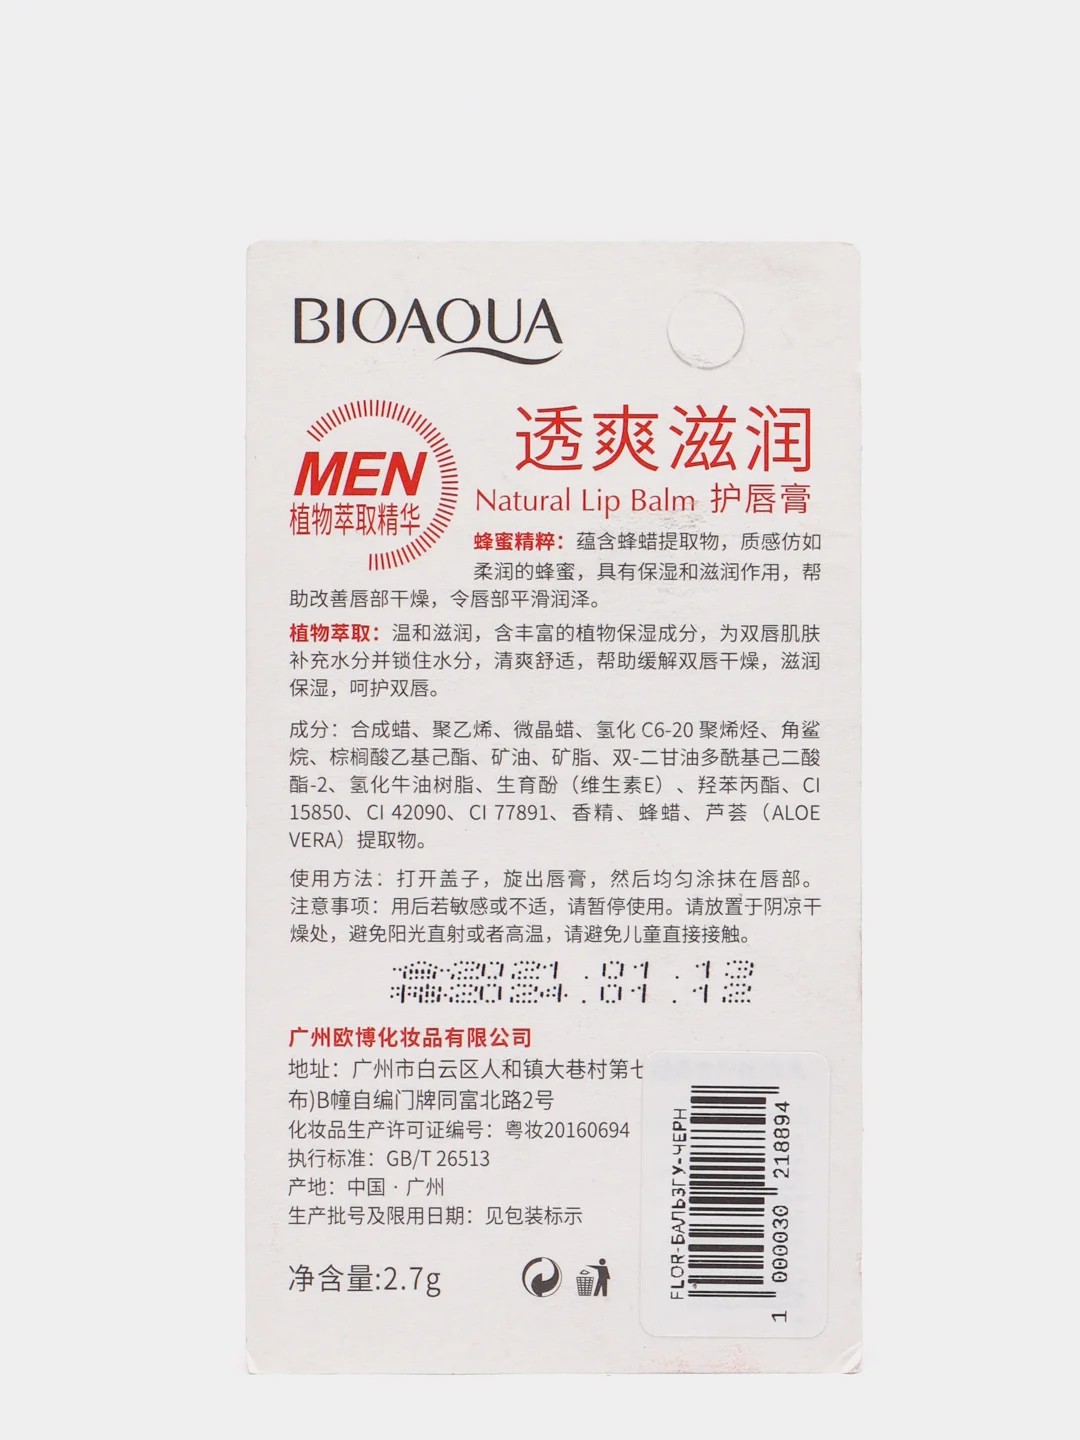 BIOAQUA
MEN
植物萃取精华
透爽滋润
Natural Lip Balm 护唇膏
蜂蜜精粹：蕴含蜂蜡提取物，质感仿如
柔润的蜂蜜，具有保湿和滋润作用，帮
助改善唇部干燥，令唇部平滑润泽。
植物萃取：温和滋润，含丰富的植物保湿成分，为双唇肌肤
补充水分并锁住水分，清爽舒适，帮助缓解双唇干燥，滋润
保湿，呵护双唇。
成分：合成蜡、聚乙烯、微晶蜡、氢化 C6-20 聚烯烃、角鲨
烷、棕榈酸乙基己酯、矿油、矿脂、双-二甘油多酰基己二酸
酯-2、氢化牛油树脂、生育酚（维生素E）、羟苯丙酯、CI
15850、CI 42090、CI 77891、香精、蜂蜡、芦荟（ALOE
VERA）提取物。
使用方法：打开盖子，旋出唇膏，然后均匀涂抹在唇部。
注意事项：用后若敏感或不适，请暂停使用。请放置于阴凉干
燥处，避免阳光直射或者高温，请避免儿童直接接触。
2021.01.13
2024.01.12
广州欧博化妆品有限公司
地址：广州市白云区人和镇大巷村第七
布)B幢自编门牌同富北路2号
化妆品生产许可证编号：粤妆20160694
执行标准：GB/T 26513
产地：中国·广州
生产批号及限用日期：见包装标示
净含量:2.7g
FLOR-БАЛЬЗГУ-ЧЕРН
1 000030 218894